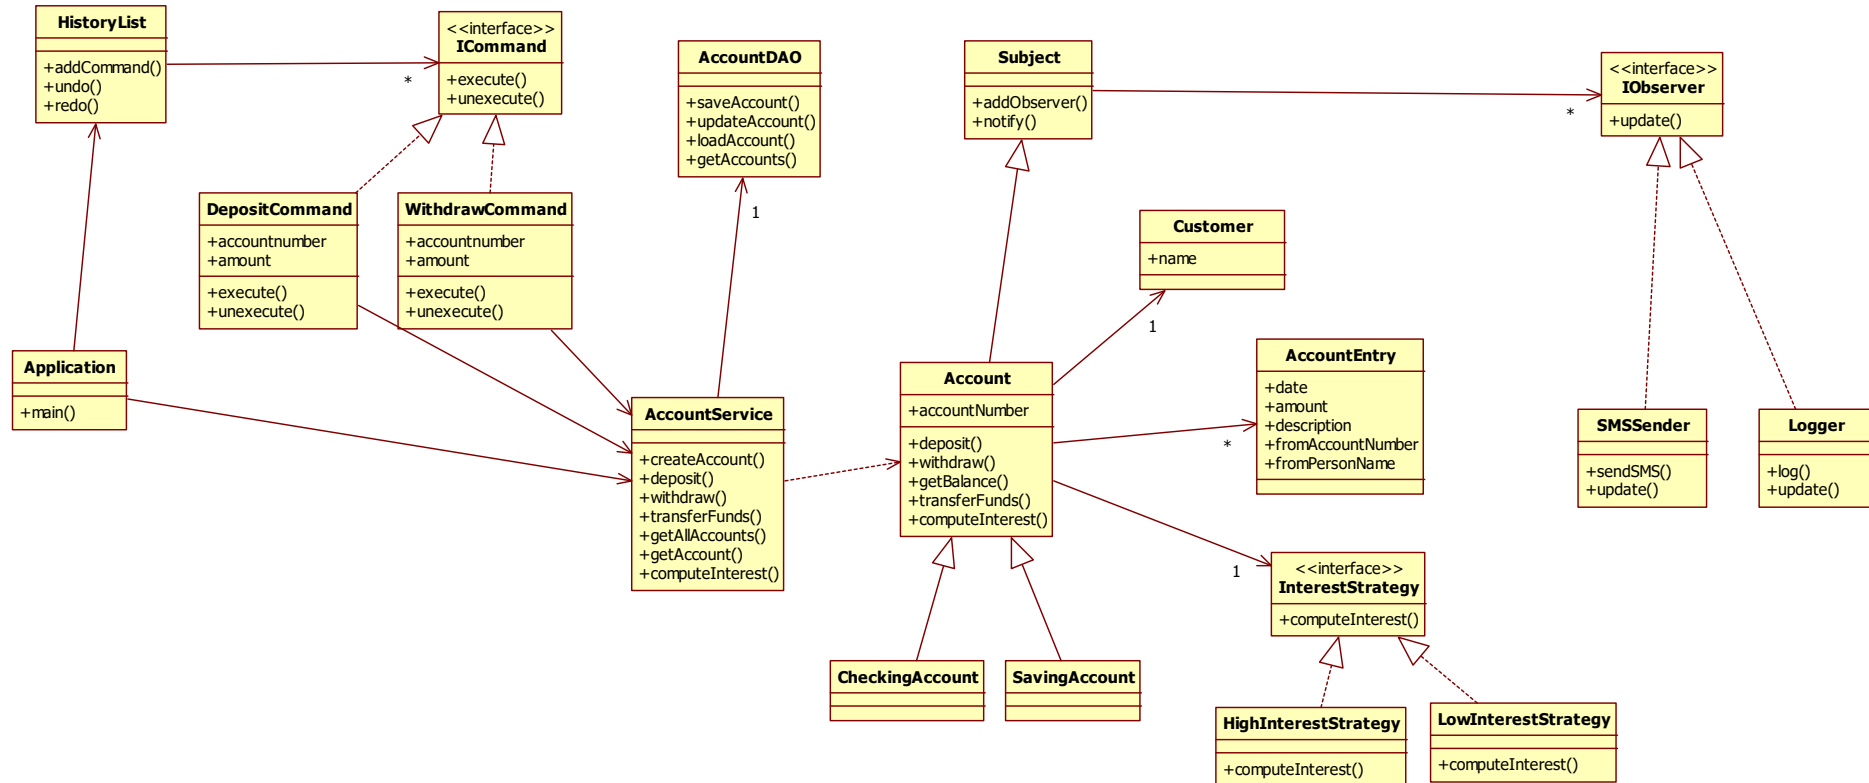 HistoryList
+addCommand()
+undo()
+redo()
*
<<interface>>
ICommand
+execute()
+unexecute()
AccountDAO
+saveAccount()
+updateAccount()
+loadAccount()
+getAccounts()
1
Subject
+addObserver()
+notify()
*
<<interface>>
IObserver
+update()
DepositCommand
+accountnumber
+amount
+execute()
+unexecute()
WithdrawCommand
+accountnumber
+amount
+execute()
+unexecute()
Customer
+name
1
Application
+main()
AccountService
+createAccount()
+deposit()
+withdraw()
+transferFunds()
+getAllAccounts()
+getAccount()
+computeInterest()
Account
+accountNumber
+deposit()
+withdraw()
+getBalance()
+transferFunds()
+computeInterest()
AccountEntry
+date
+amount
+description
+fromAccountNumber
+fromPersonName
*
SMSSender
+sendSMS()
+update()
Logger
+log()
+update()
1
<<interface>>
InterestStrategy
+computeInterest()
CheckingAccount
SavingAccount
HighInterestStrategy
+computeInterest()
LowInterestStrategy
+computeInterest()